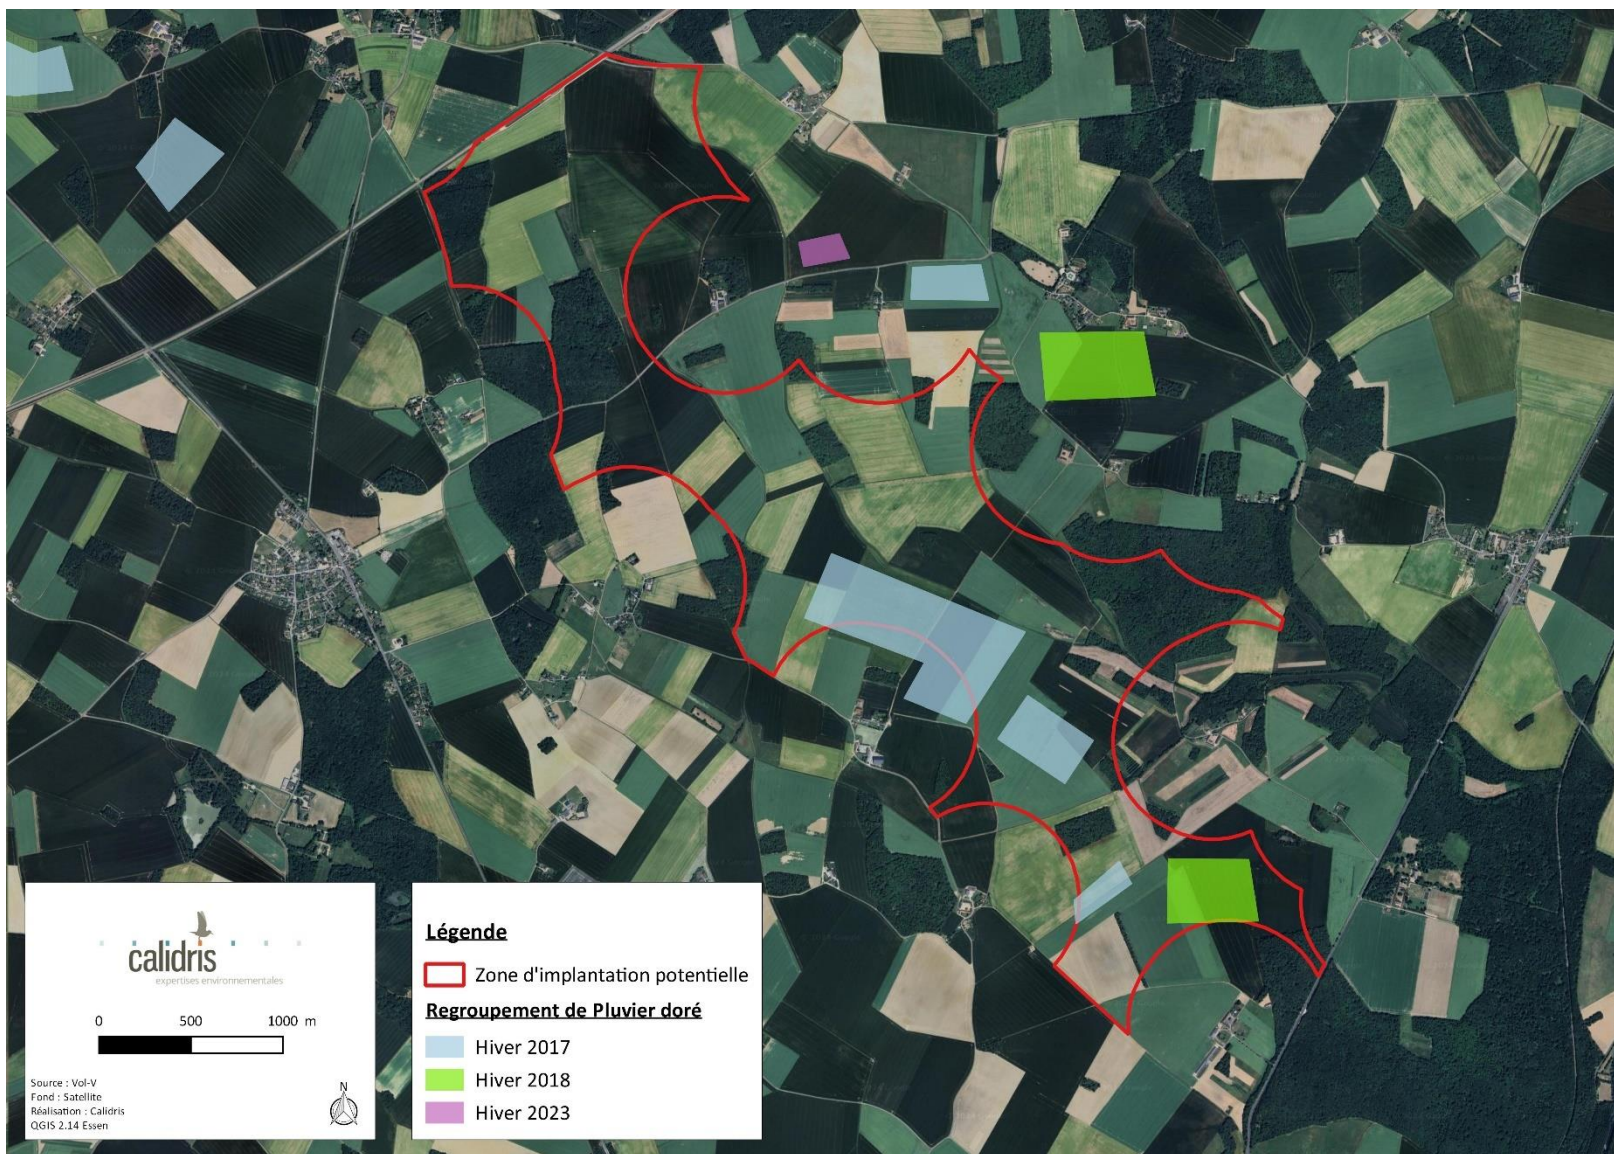 calidris
expertises environnementales
0 500 1000 m
Source : Vol-V
Fond : Satellite
Réalisation : Calidris
QGIS 2.14 Essen
N
Légende
Zone d'implantation potentielle
Regroupement de Pluvier doré
Hiver 2017
Hiver 2018
Hiver 2023